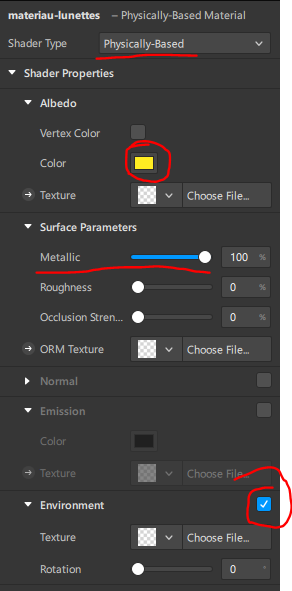 materiau-lunettes – Physically-Based Material
Shader Type Physically-Based
Shader Properties
Albedo
Vertex Color
Color
Texture Choose File...
Surface Parameters
Metallic 100 %
Roughness 0 %
Occlusion Stren... 0 %
ORM Texture Choose File...
Normal
Emission
Color
Texture Choose File...
Environment
Texture Choose File...
Rotation 0 °